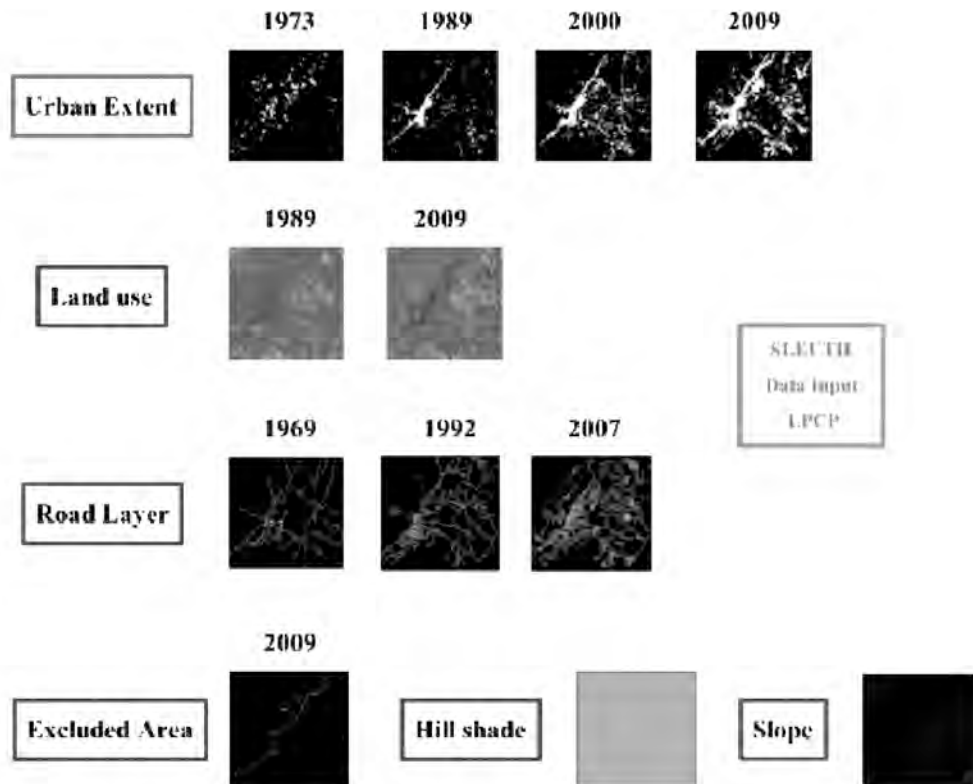 1973 1989 2000 2009
Urban Extent
1989 2009
Land use
SLEUTH
Data Input
LPCP
1969 1992 2007
Road Layer
2009
Excluded Area
Hill shade
Slope